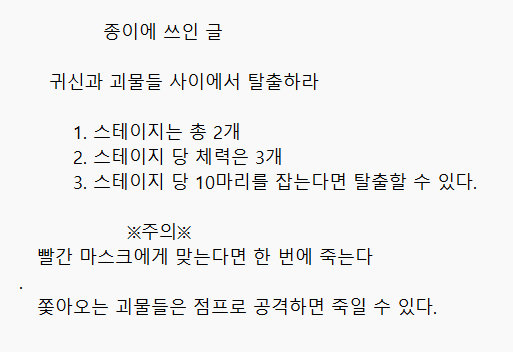 종이에 쓰인 글
귀신과 괴물들 사이에서 탈출하라
1. 스테이지는 총 2개
2. 스테이지 당 체력은 3개
3. 스테이지 당 10마리를 잡는다면 탈출할 수 있다.
※주의※
빨간 마스크에게 맞는다면 한 번에 죽는다
.
쫓아오는 괴물들은 점프로 공격하면 죽일 수 있다.